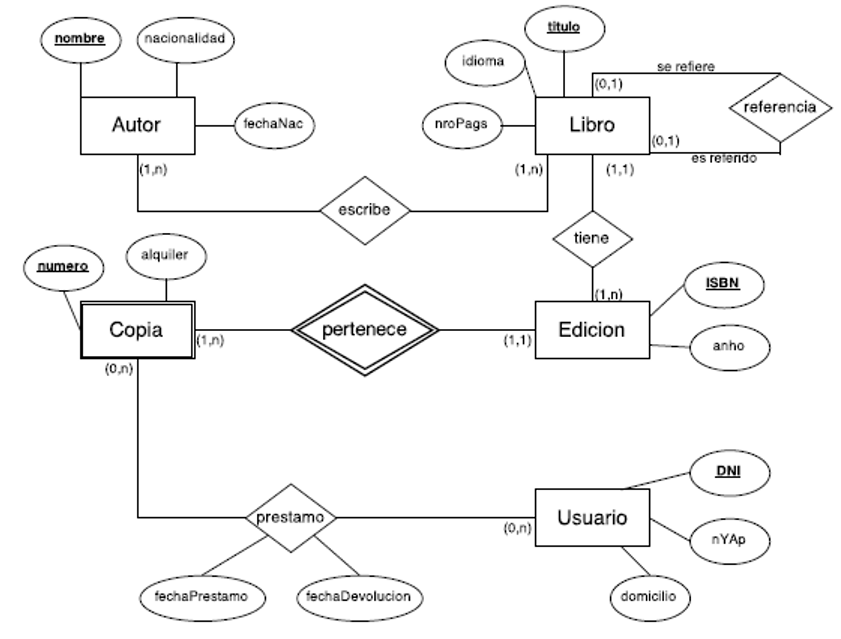 nombre
nacionalidad
Autor
fechaNac
(1,n)
titulo
idioma
nroPags
Libro
(0,1)
se refiere
referencia
(0,1)
es referido
(1,n)
(1,1)
escribe
tiene
numero
alquiler
Copia
(1,n)
pertenece
(1,n)
(1,1)
Edicion
ISBN
anho
(0,n)
prestamo
fechaPrestamo
fechaDevolucion
(0,n)
Usuario
DNI
nYAp
domicilio